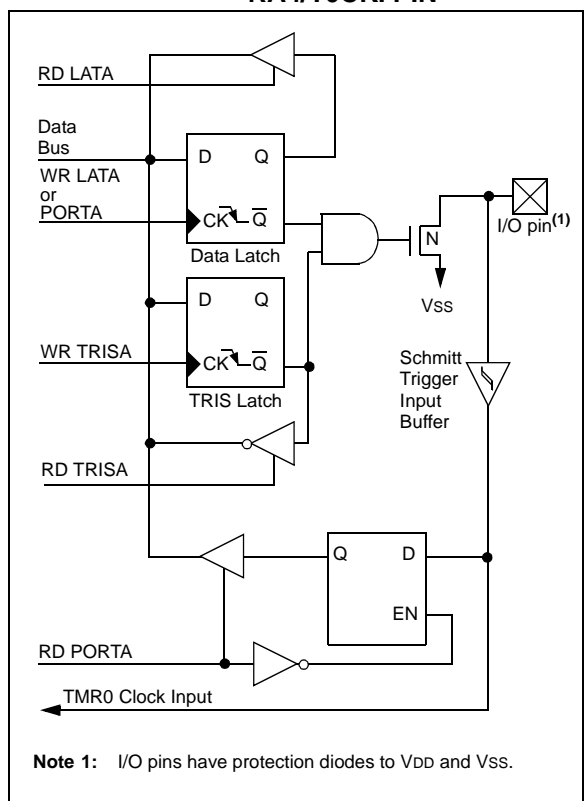 RA4/T0CKI PIN
RD LATA
Data
Bus
D Q
WR LATA
or
PORTA
CK Q
I/O pin(1)
N
Data Latch
VSS
D Q
WR TRISA
CK Q
Schmitt
Trigger
Input
Buffer
TRIS Latch
RD TRISA
Q D
EN
RD PORTA
TMR0 Clock Input
Note 1: I/O pins have protection diodes to VDD and VSS.